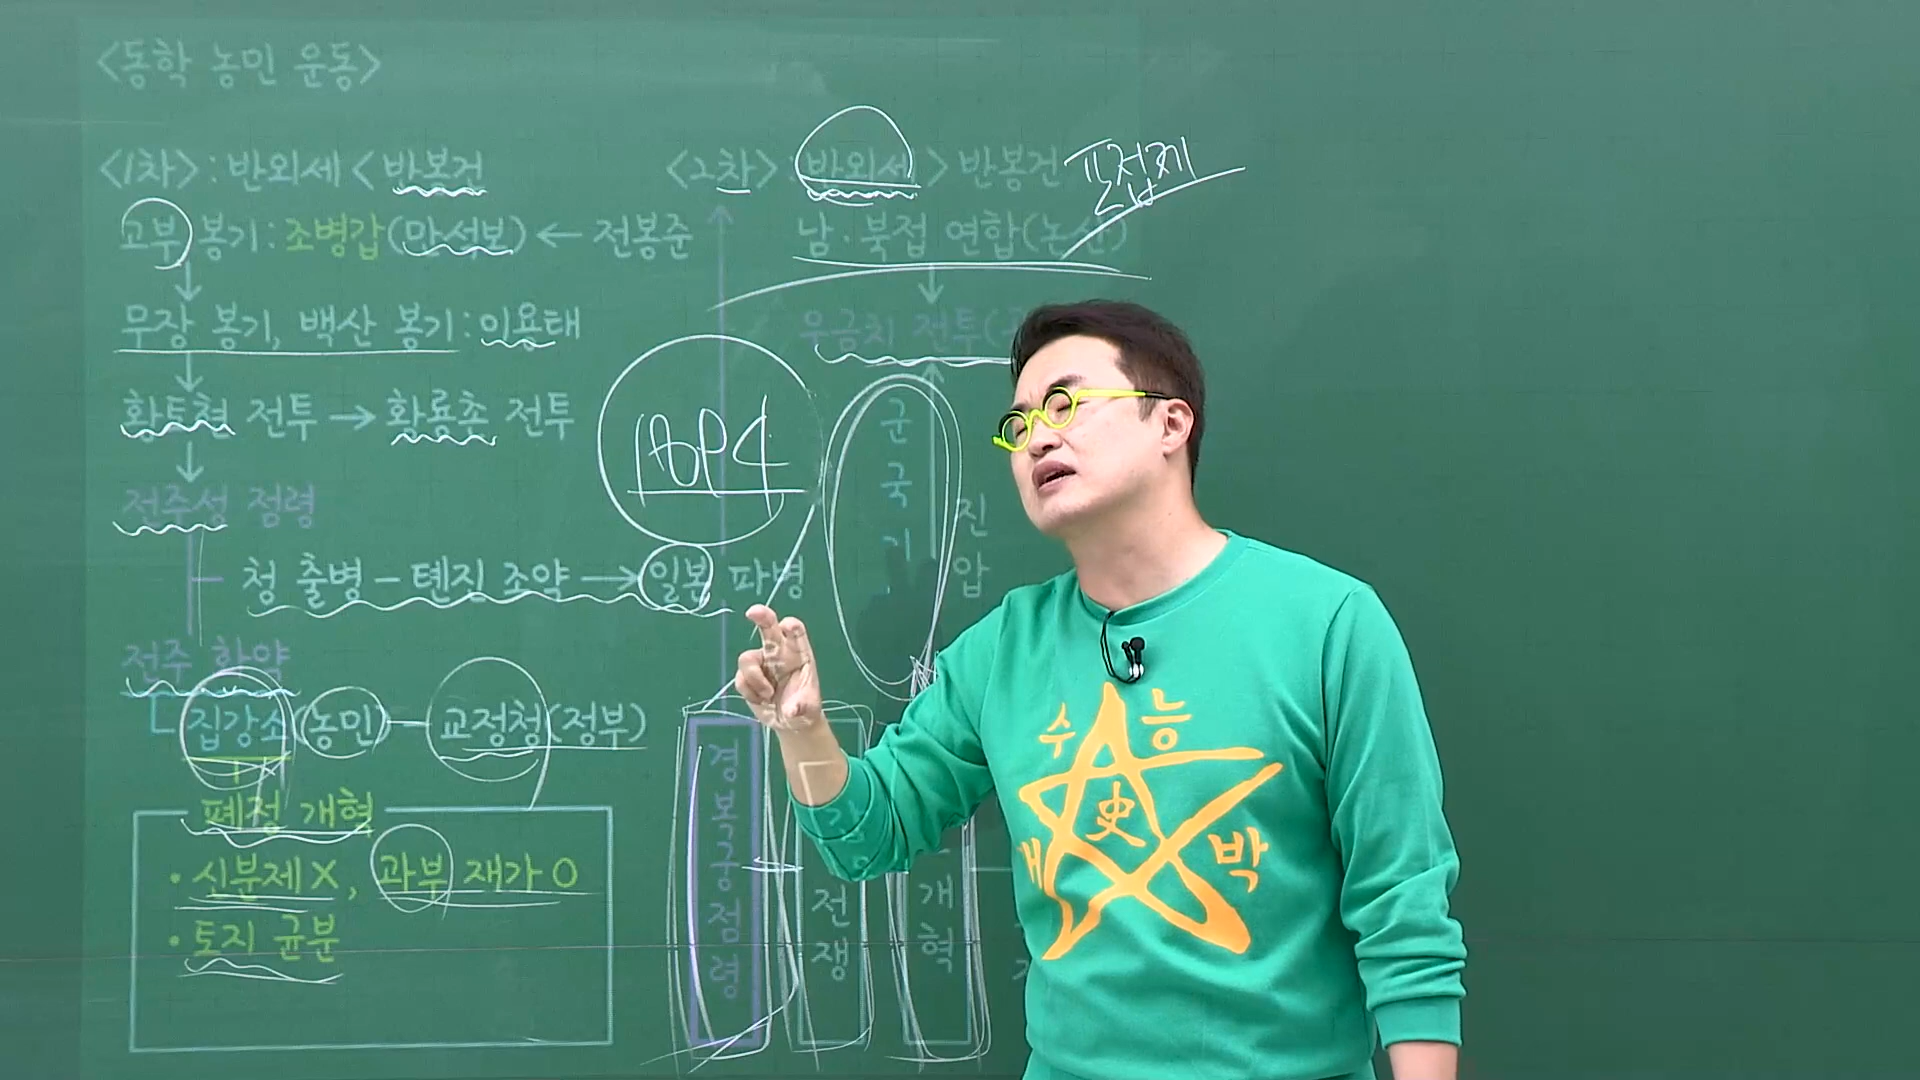 <동학 농민 운동>
<1차> : 반외세 < 반봉건
고부 봉기 : 조병갑(만석보) ← 전봉준
↓
무장 봉기, 백산 봉기 : 이용태
↓
황토현 전투 → 황룡촌 전투
↓
전주성 점령
청 출병 – 톈진 조약 → 일본 파병
전주 화약
집강소(농민) – 교정청(정부)
폐정 개혁
· 신분제 X, 과부 재가 O
· 토지 균분
1894
<2차> 반외세 > 반봉건 포접제
남·북접 연합(논산)
↓
우금치 전투(
군국기
진압
경복궁점령
전쟁
개혁
수능
史
박